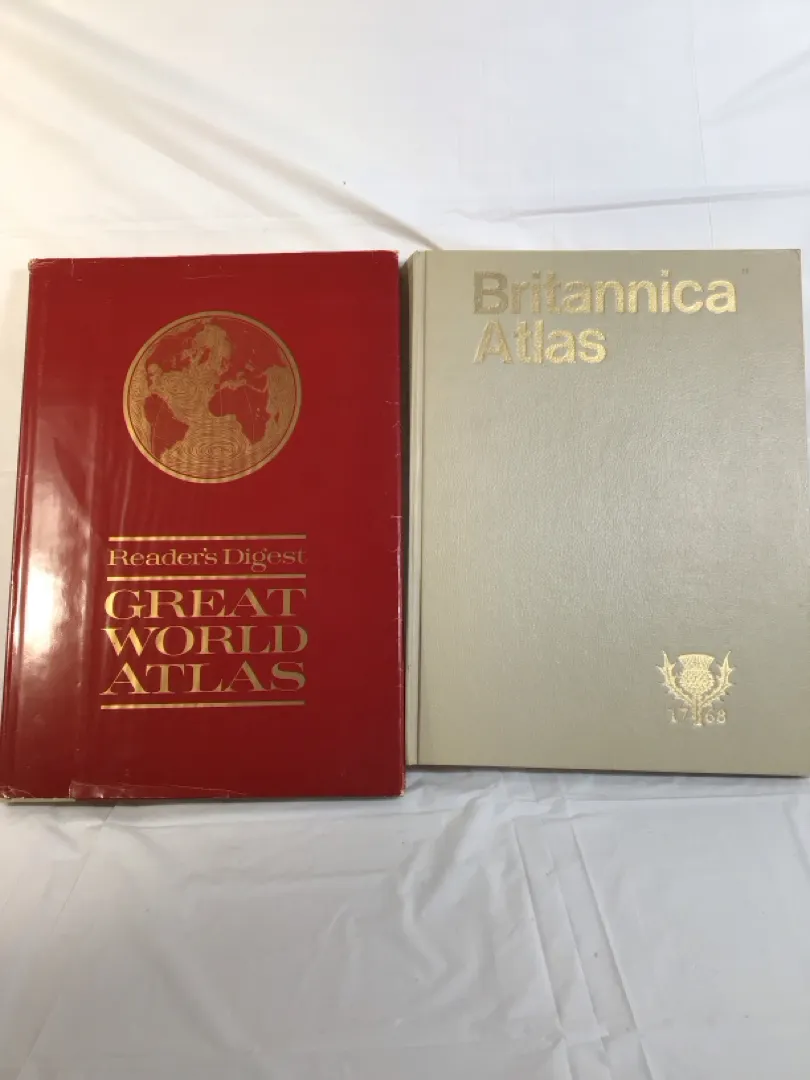 Reader's Digest
GREAT
WORLD
ATLAS
Britannica
Atlas
1768